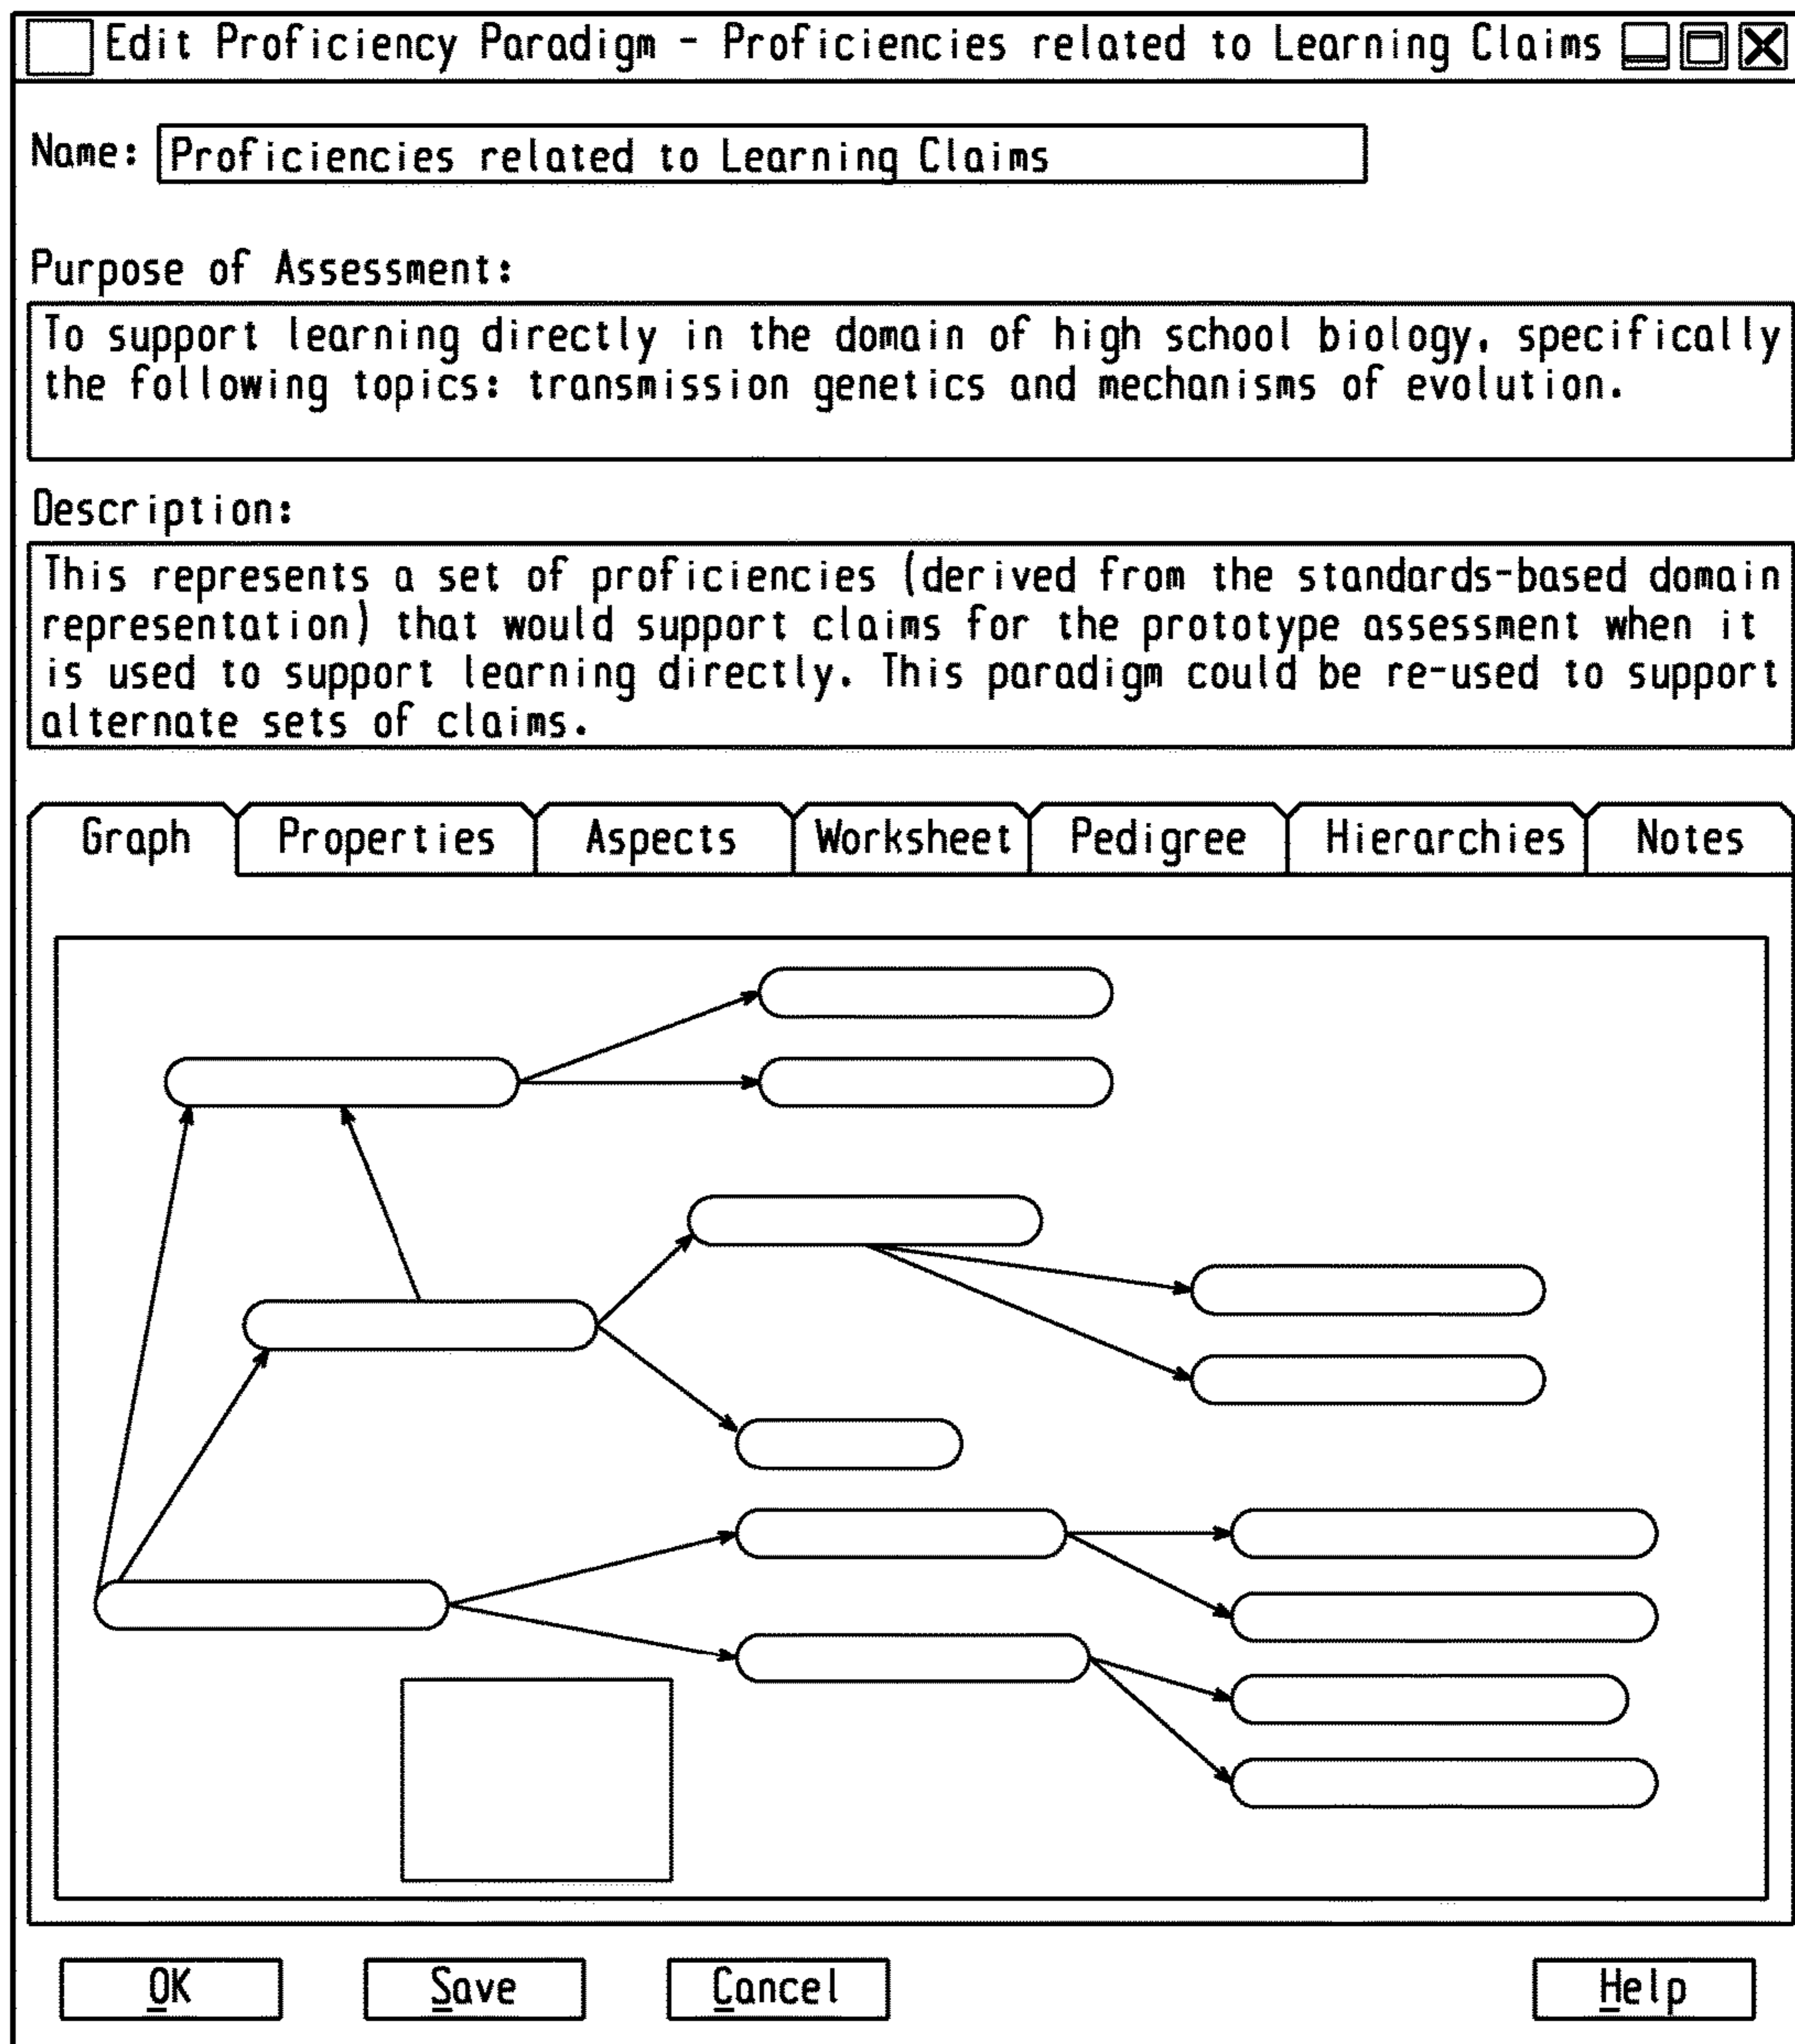 Edit Proficiency Paradigm - Proficiencies related to Learning Claims
Name: Proficiencies related to Learning Claims
Purpose of Assessment:
To support learning directly in the domain of high school biology, specifically
the following topics: transmission genetics and mechanisms of evolution.
Description:
This represents a set of proficiencies (derived from the standards-based domain
representation) that would support claims for the prototype assessment when it
is used to support learning directly. This paradigm could be re-used to support
alternate sets of claims.
Graph Properties Aspects Worksheet Pedigree Hierarchies Notes
OK Save Cancel Help